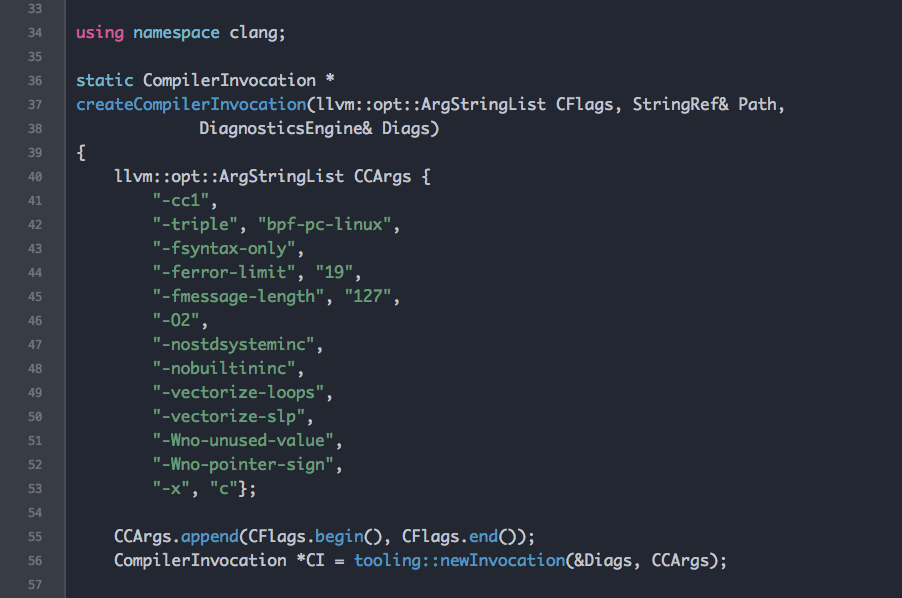 33
34 using namespace clang;
35
36 static CompilerInvocation *
37 createCompilerInvocation(llvm::opt::ArgStringList CFlags, StringRef& Path,
38 DiagnosticsEngine& Diags)
39 {
40 llvm::opt::ArgStringList CCArgs {
41 "-cc1",
42 "-triple", "bpf-pc-linux",
43 "-fsyntax-only",
44 "-ferror-limit", "19",
45 "-fmessage-length", "127",
46 "-O2",
47 "-nostdsysteminc",
48 "-nobuiltininc",
49 "-vectorize-loops",
50 "-vectorize-slp",
51 "-Wno-unused-value",
52 "-Wno-pointer-sign",
53 "-x", "c"};
54
55 CCArgs.append(CFlags.begin(), CFlags.end());
56 CompilerInvocation *CI = tooling::newInvocation(&Diags, CCArgs);
57